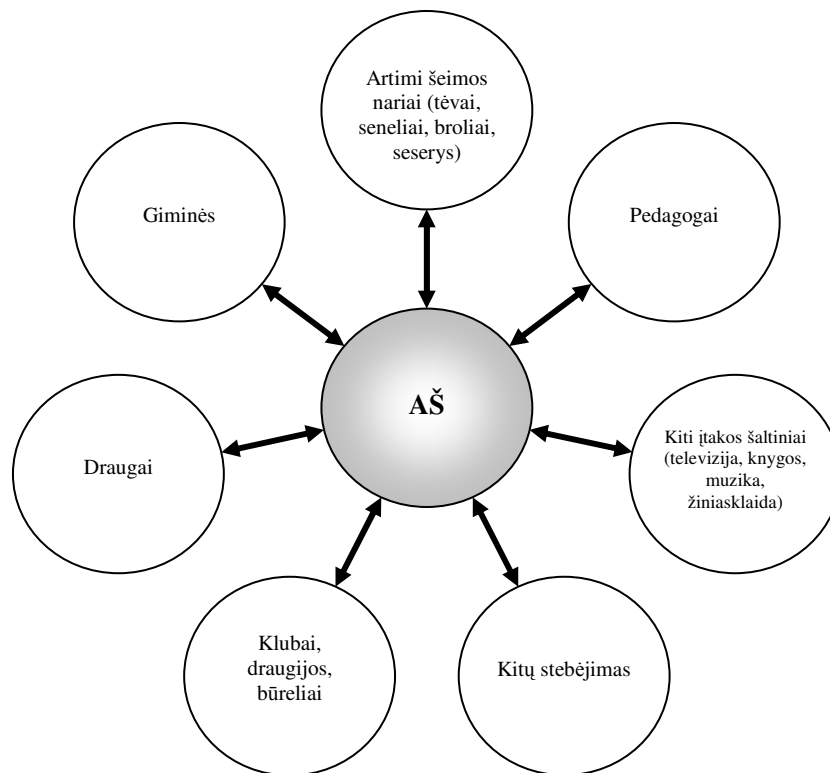 Artimi šeimos
nariai (tėvai,
seneliai, broliai,
seserys)
Giminės
Pedagogai
AŠ
Draugai
Kiti įtakos šaltiniai
(televizija, knygos,
muzika,
žiniasklaida)
Klubai,
draugijos,
būreliai
Kitų stebėjimas